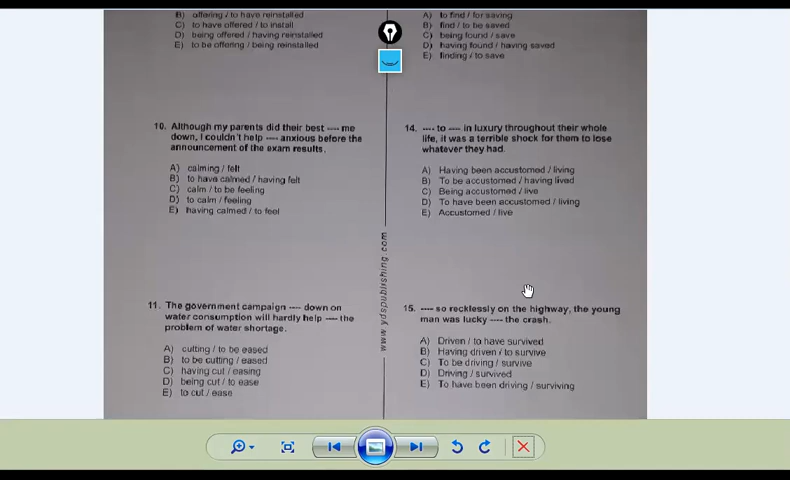 B) offering / to have reinstalled
C) to have offered / to install
D) being offered / having reinstalled
E) to be offering / being reinstalled
10. Although my parents did their best ---- me
down, I couldn't help ---- anxious before the
announcement of the exam results.
A) calming / felt
B) to have calmed / having felt
C) calm / to be feeling
D) to calm / feeling
E) having calmed / to feel
11. The government campaign ---- down on
water consumption will hardly help ---- the
problem of water shortage.
A) cutting / to be eased
B) to be cutting / eased
C) having cut / easing
D) being cut / to ease
E) to cut / ease
www.ydspublishing.com
A) to find / for saving
B) find / to be saved
C) being found / save
D) having found / having saved
E) finding / to save
14. ---- to ---- in luxury throughout their whole
life, it was a terrible shock for them to lose
whatever they had.
A) Having been accustomed / living
B) To be accustomed / having lived
C) Being accustomed / live
D) To have been accustomed / living
E) Accustomed / live
15. ---- so recklessly on the highway, the young
man was lucky ---- the crash.
A) Driven / to have survived
B) Having driven / to survive
C) To be driving / survive
D) Driving / survived
E) To have been driving / surviving